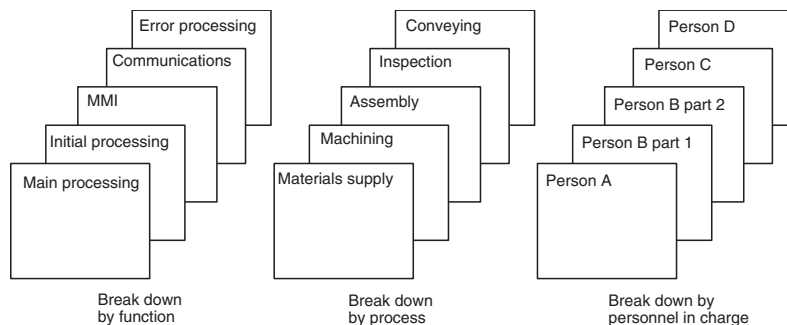 Error processing
Communications
MMI
Initial processing
Main processing
Break down
by function
Conveying
Inspection
Assembly
Machining
Materials supply
Break down
by process
Person D
Person C
Person B part 2
Person B part 1
Person A
Break down by
personnel in charge